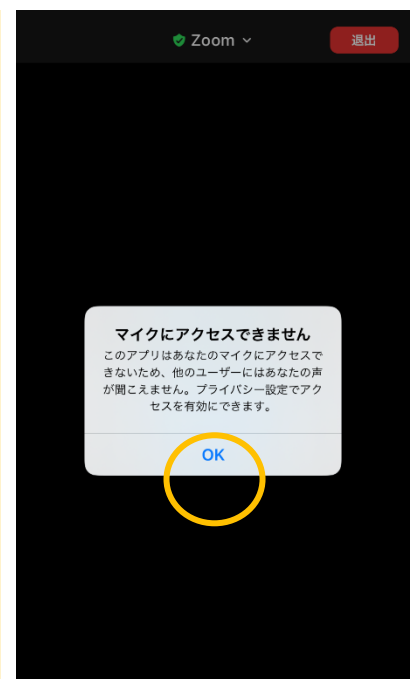 Zoom
退出
マイクにアクセスできません
このアプリはあなたのマイクにアクセスで
きないため、他のユーザーにはあなたの声
が聞こえません。プライバシー設定でアク
セスを有効にできます。
OK